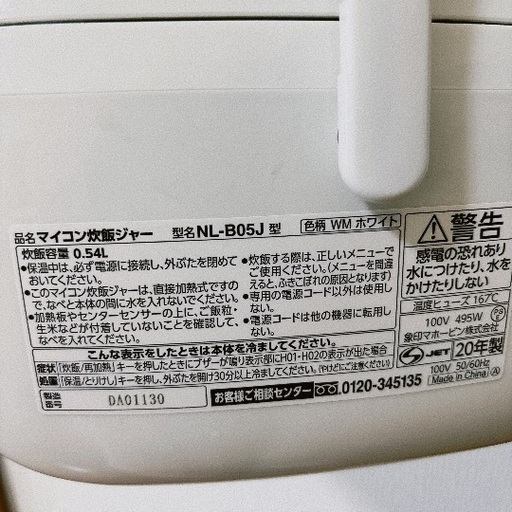 品名 マイコン炊飯ジャー 型名 NL-B05J 型 色柄 WM ホワイト
炊飯容量 0.54L
●保温中は、必ず電源に接続し、外ぶたを閉めて
おいてください。
●このマイコン炊飯ジャーは、直接加熱式ですの
で、なべと本体の間に水を入れないでください。
●加熱板やセンターセンサーの上に、ご飯粒・
生米などが付着していないことを確認して、
なべを入れてください。
●炊飯する際は、正しいメニューで
ご使用ください。(メニューを間違
えると、ふきこぼれの原因となります)
●専用の電源コード以外は使用し
ないでください。
●電源コードは他の機器に転用し
ないでください。
こんな表示をしたときは本体を冷ましてください。
症状 「炊飯/再加熱」キーを押したときにブザーが鳴り表示部にH01・H02の表示が出た場合
処置 「保温/とりけし」キーを押し、外ぶたを開け30分以上冷ましてください。(やけどにご注意ください)
製造
番号 DA01130 お客様ご相談センター 0120-345135
警告
感電の恐れあり
水につけたり、水を
かけたりしない
温度ヒューズ 167℃
100V 495W PS E
象印マホービン株式会社
S JET 20年製
100V 50/60Hz
Made in China A